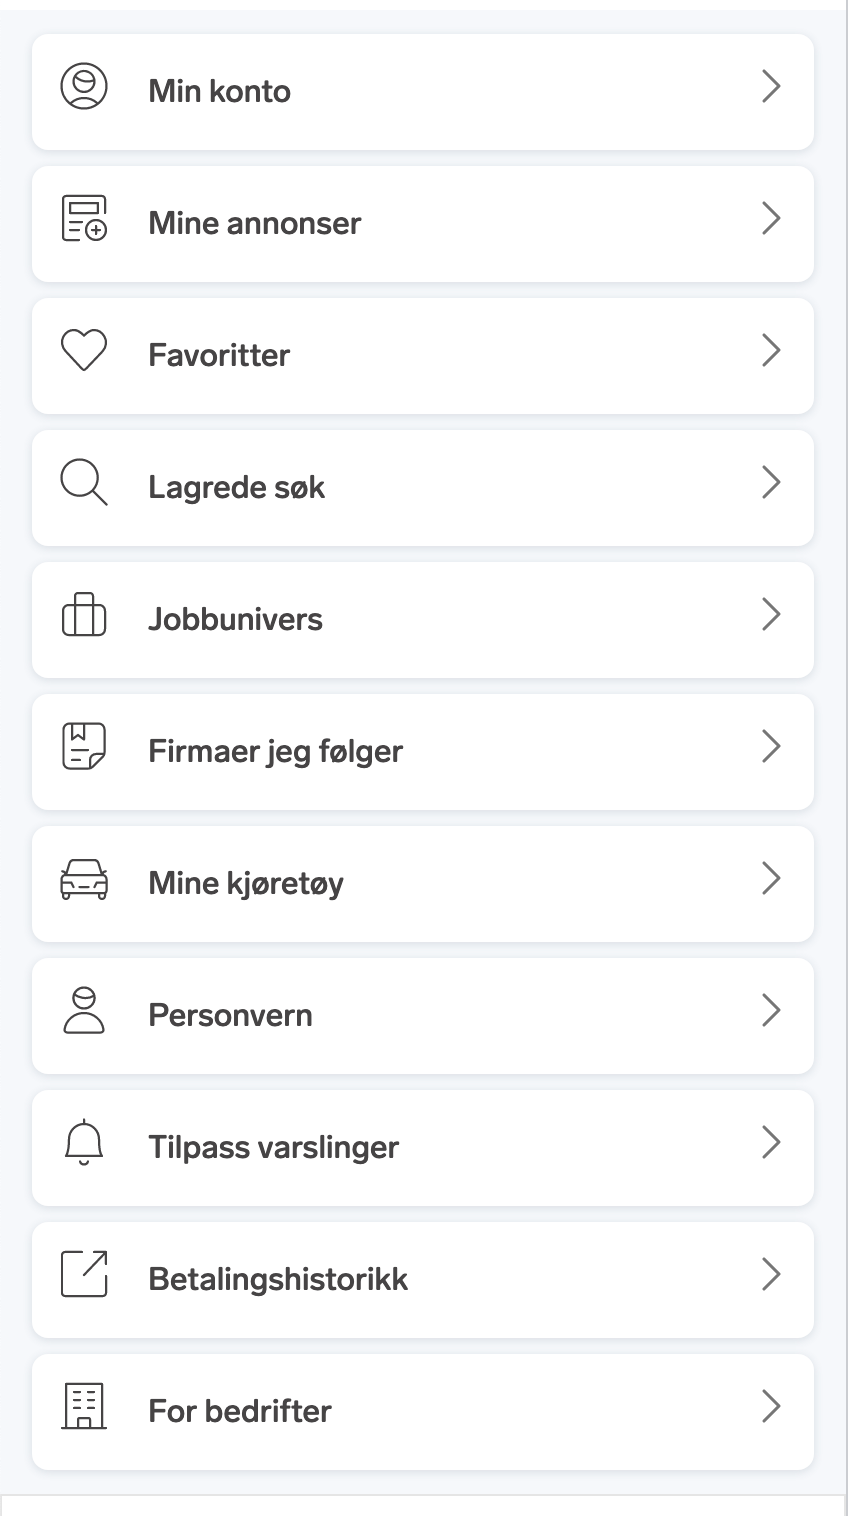 Min konto
Mine annonser
Favoritter
Lagrede søk
Jobbunivers
Firmaer jeg følger
Mine kjøretøy
Personvern
Tilpass varslinger
Betalingshistorikk
For bedrifter